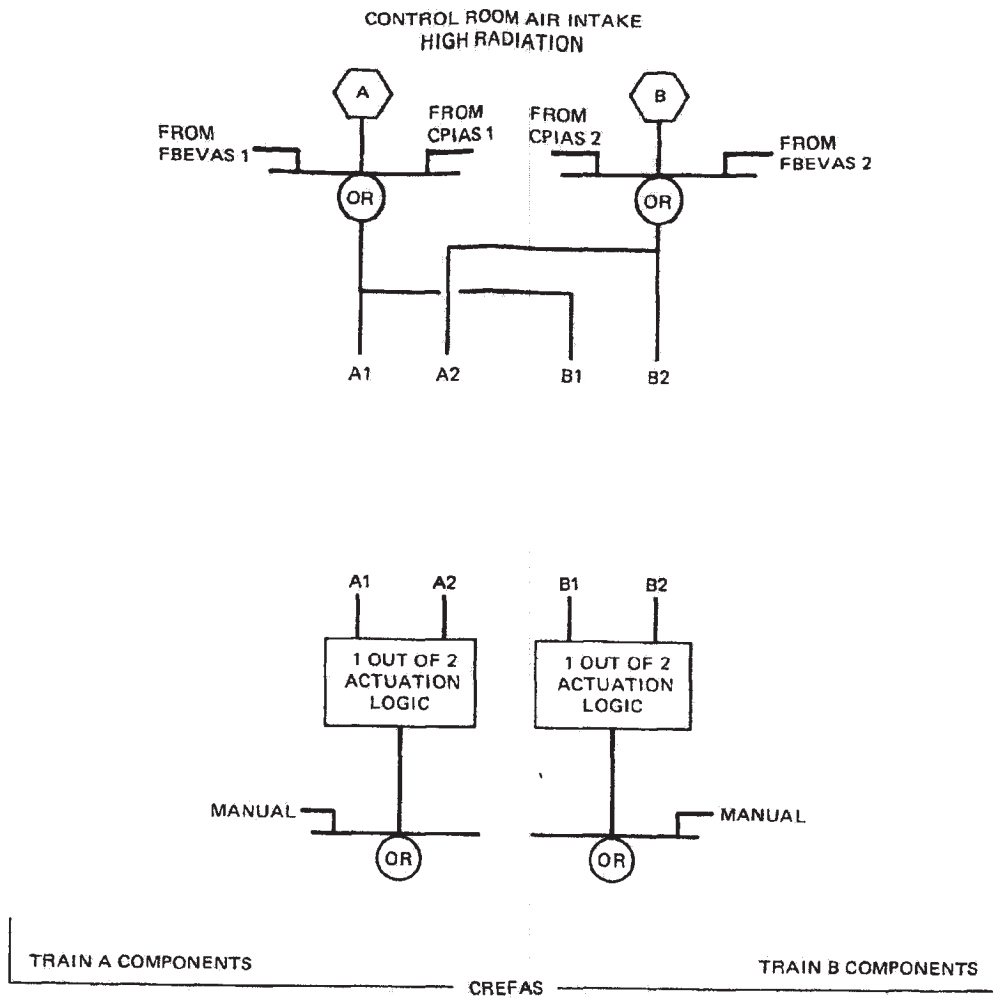 CONTROL ROOM AIR INTAKE
HIGH RADIATION
A
B
FROM
FBEVAS 1
FROM
CPIAS 1
FROM
CPIAS 2
FROM
FBEVAS 2
OR
OR
A1
A2
B1
B2
A1
A2
B1
B2
1 OUT OF 2
ACTUATION
LOGIC
1 OUT OF 2
ACTUATION
LOGIC
MANUAL
MANUAL
OR
OR
TRAIN A COMPONENTS
TRAIN B COMPONENTS
CREFAS